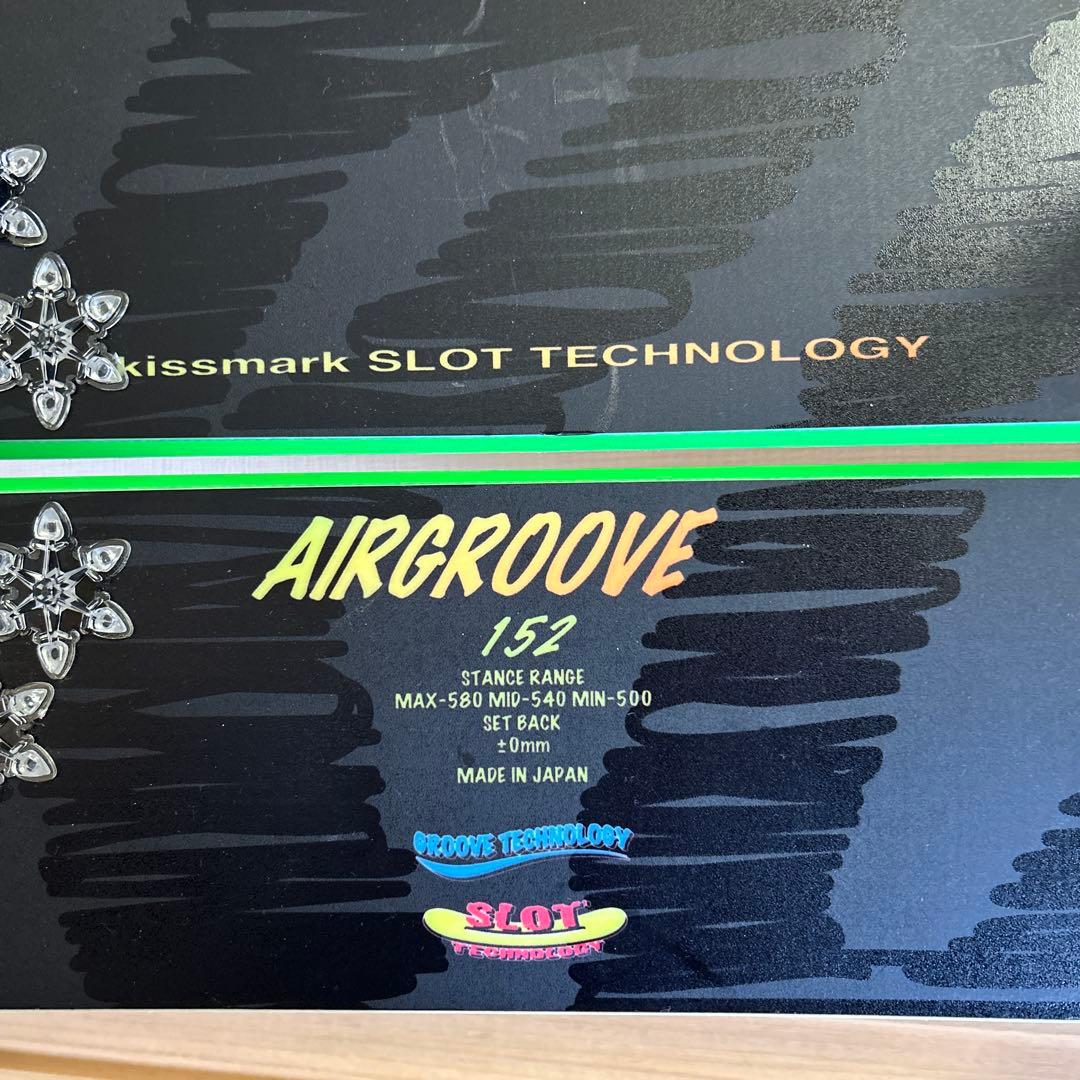 kissmark SLOT TECHNOLOGY
AIRGROOVE
152
STANCE RANGE
MAX-580 MID-540 MIN-500
SET BACK
±0mm
MADE IN JAPAN
GROOVE TECHNOLOGY
SLOT
TECHNOLOGY